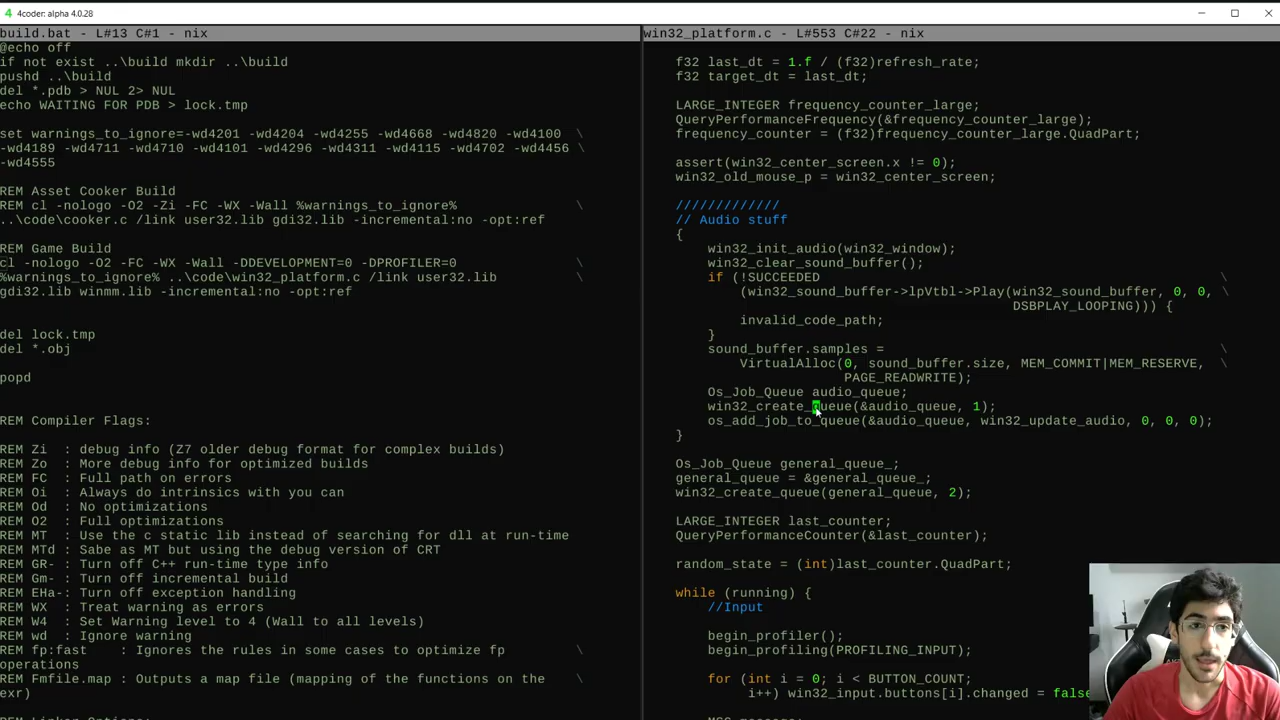 4coder: alpha 4.0.28
build.bat - L#13 C#1 - nix
@echo off
if not exist ..\build mkdir ..\build
pushd ..\build
del *.pdb > NUL 2> NUL
echo WAITING FOR PDB > lock.tmp
set warnings_to_ignore=-wd4201 -wd4204 -wd4255 -wd4668 -wd4820 -wd4100 \
-wd4189 -wd4711 -wd4710 -wd4101 -wd4296 -wd4311 -wd4115 -wd4702 -wd4456 \
-wd4555
REM Asset Cooker Build
REM cl -nologo -O2 -Zi -FC -WX -Wall %warnings_to_ignore% \
..\code\cooker.c /link user32.lib gdi32.lib -incremental:no -opt:ref
REM Game Build
cl -nologo -O2 -FC -WX -Wall -DDEVELOPMENT=0 -DPROFILER=0 \
%warnings_to_ignore% ..\code\win32_platform.c /link user32.lib \
gdi32.lib winmm.lib -incremental:no -opt:ref
del lock.tmp
del *.obj
popd
REM Compiler Flags:
REM Zi : debug info (Z7 older debug format for complex builds)
REM Zo : More debug info for optimized builds
REM FC : Full path on errors
REM Oi : Always do intrinsics with you can
REM Od : No optimizations
REM O2 : Full optimizations
REM MT : Use the c static lib instead of searching for dll at run-time
REM MTd : Sabe as MT but using the debug version of CRT
REM GR- : Turn off C++ run-time type info
REM Gm- : Turn off incremental build
REM EHa-: Turn off exception handling
REM WX : Treat warning as errors
REM W4 : Set Warning level to 4 (Wall to all levels)
REM wd : Ignore warning
REM fp:fast : Ignores the rules in some cases to optimize fp \
operations
REM Fmfile.map : Outputs a map file (mapping of the functions on the \
exr)
REM Linker Options:
win32_platform.c - L#553 C#22 - nix
f32 last_dt = 1.f / (f32)refresh_rate;
f32 target_dt = last_dt;
LARGE_INTEGER frequency_counter_large;
QueryPerformanceFrequency(&frequency_counter_large);
frequency_counter = (f32)frequency_counter_large.QuadPart;
assert(win32_center_screen.x != 0);
win32_old_mouse_p = win32_center_screen;
/////////////
// Audio stuff
{
win32_init_audio(win32_window);
win32_clear_sound_buffer();
if (!SUCCEEDED \
(win32_sound_buffer->lpVtbl->Play(win32_sound_buffer, 0, 0, \
DSBPLAY_LOOPING))) {
invalid_code_path;
}
sound_buffer.samples = \
VirtualAlloc(0, sound_buffer.size, MEM_COMMIT|MEM_RESERVE, \
PAGE_READWRITE);
Os_Job_Queue audio_queue;
win32_create_queue(&audio_queue, 1);
os_add_job_to_queue(&audio_queue, win32_update_audio, 0, 0, 0);
}
Os_Job_Queue general_queue_;
general_queue = &general_queue_;
win32_create_queue(general_queue, 2);
LARGE_INTEGER last_counter;
QueryPerformanceCounter(&last_counter);
random_state = (int)last_counter.QuadPart;
while (running) {
//Input
begin_profiler();
begin_profiling(PROFILING_INPUT);
for (int i = 0; i < BUTTON_COUNT;
i++) win32_input.buttons[i].changed = false
MSG message;